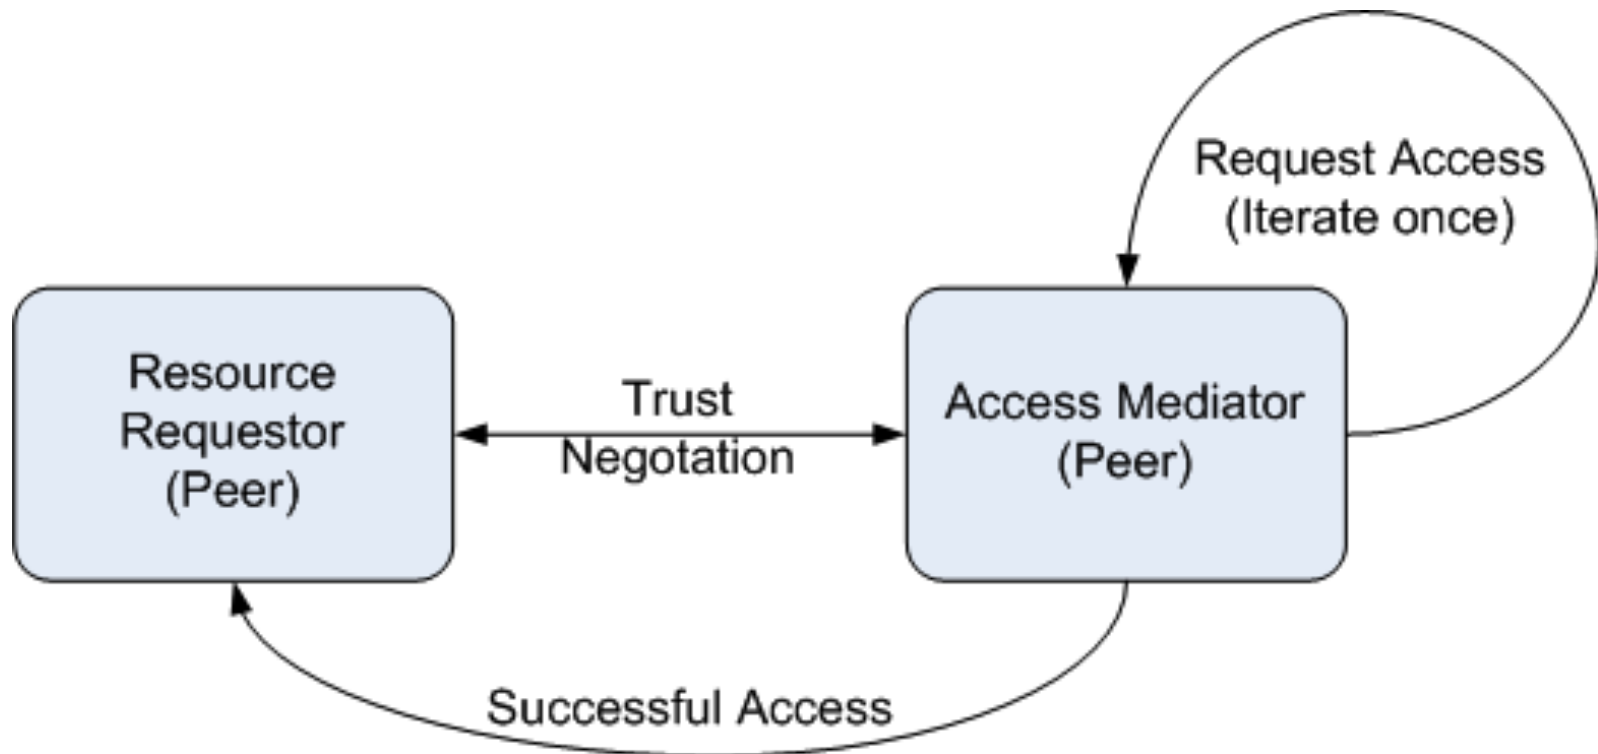 Request Access
(Iterate once)
Resource
Requestor
(Peer)
Trust
Negotation
Access Mediator
(Peer)
Successful Access